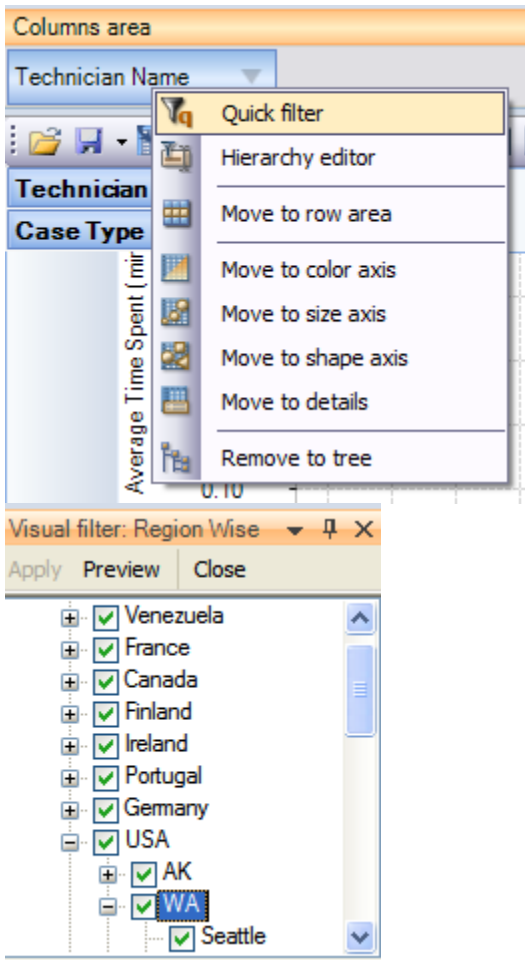 Columns area
Technician Name
Quick filter
Hierarchy editor
Technician
Move to row area
Case Type
Move to color axis
Move to size axis
Move to shape axis
Move to details
Average Time Spent (mir
Remove to tree
0.10
Visual filter: Region Wise
Apply Preview Close
Venezuela
France
Canada
Finland
Ireland
Portugal
Germany
USA
AK
WA
Seattle